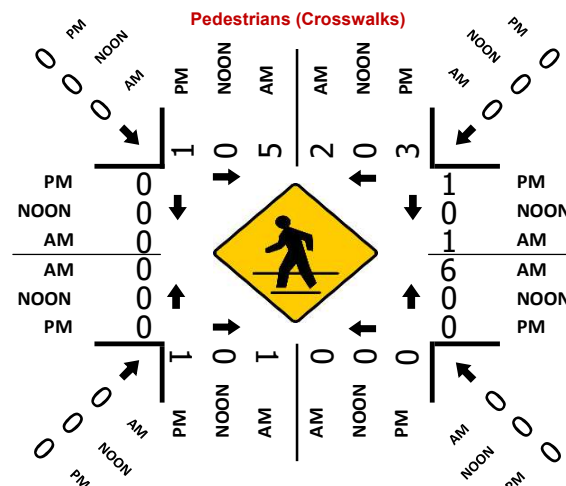 Pedestrians (Crosswalks)
0 PM
0 NOON
0 AM
PM NOON AM AM NOON PM
PM 0
NOON 0
AM 0
1 0 5 2 0 3
PM 0 1 PM
NOON 0 0 NOON
AM 0 1 AM
AM 0 6 AM
NOON 0 0 NOON
PM 0 0 PM
1 0 1 0 0 0
0 AM
0 NOON
0 PM
PM NOON AM AM NOON PM
AM 0
NOON 0
PM 0